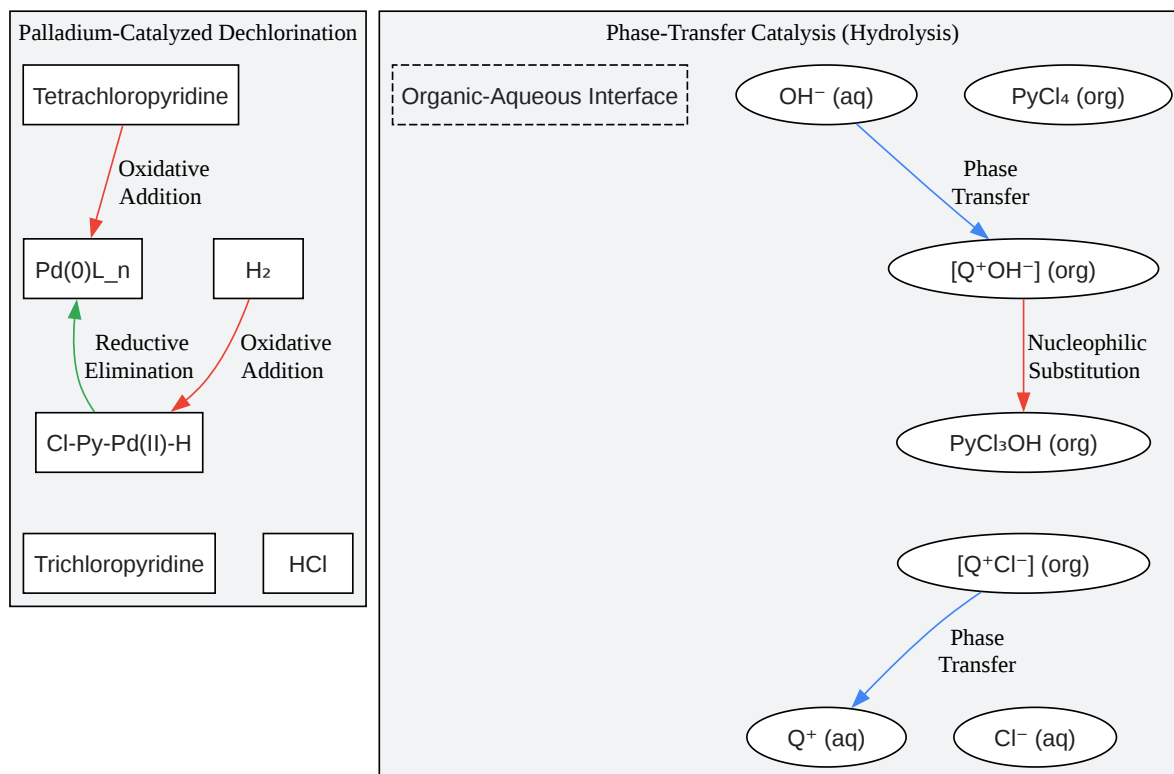 Palladium-Catalyzed Dechlorination
Tetrachloropyridine
Oxidative
Addition
Pd(0)L_n
H₂
Reductive
Elimination
Oxidative
Addition
Cl-Py-Pd(II)-H
Trichloropyridine
HCl
Phase-Transfer Catalysis (Hydrolysis)
Organic-Aqueous Interface
OH⁻ (aq)
PyCl₄ (org)
Phase
Transfer
[Q⁺OH⁻] (org)
Nucleophilic
Substitution
PyCl₃OH (org)
[Q⁺Cl⁻] (org)
Phase
Transfer
Q⁺ (aq)
Cl⁻ (aq)